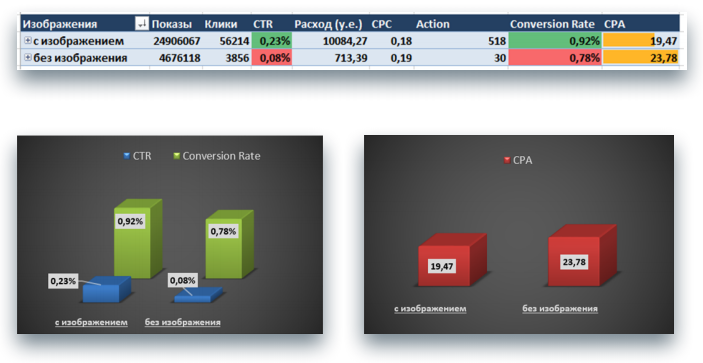 Изображения Показы Клики CTR Расход (у.е.) CPC Action Conversion Rate CPA
с изображением 24906067 56214 0,23% 10084,27 0,18 518 0,92% 19,47
без изображения 4676118 3856 0,08% 713,39 0,19 30 0,78% 23,78
CTR Conversion Rate
0,92%
0,78%
0,23%
0,08%
с изображением без изображения
CPA
19,47
23,78
с изображением без изображения